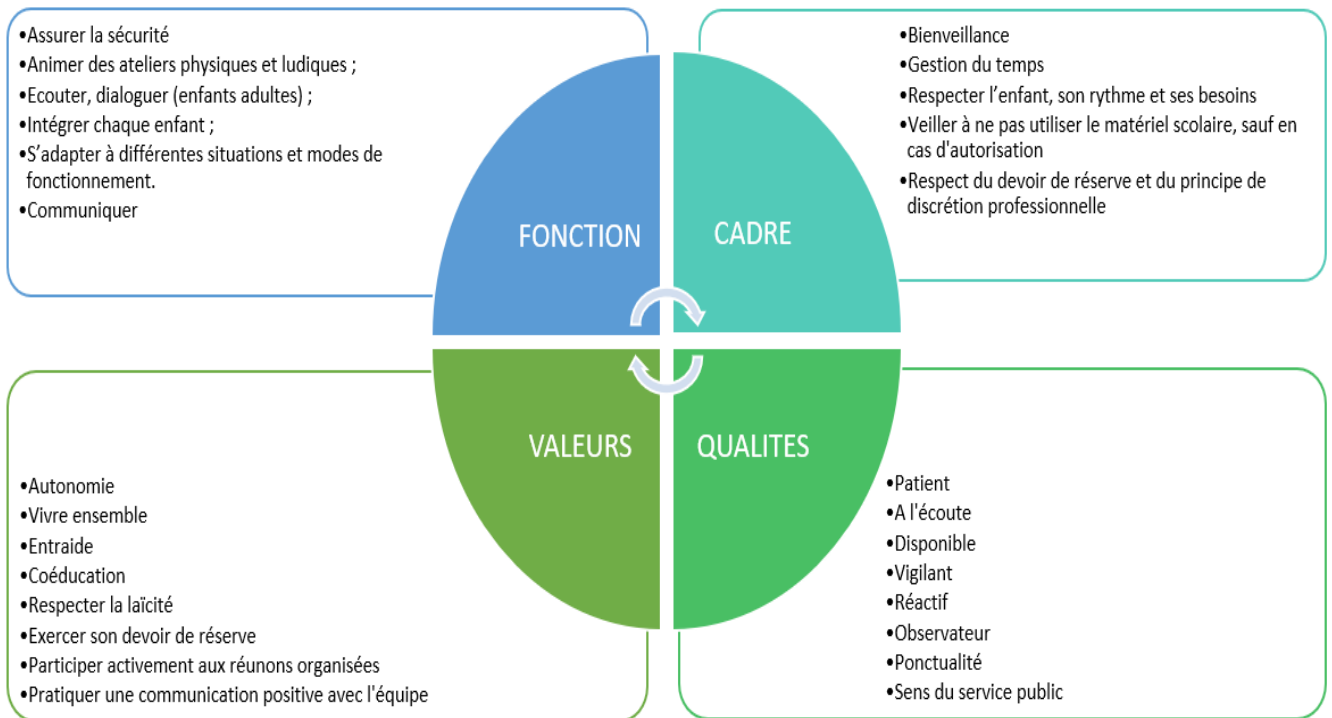 •Assurer la sécurité
•Animer des ateliers physiques et ludiques ;
•Ecouter, dialoguer (enfants adultes) ;
•Intégrer chaque enfant ;
•S’adapter à différentes situations et modes de
fonctionnement.
•Communiquer
•Bienveillance
•Gestion du temps
•Respecter l’enfant, son rythme et ses besoins
•Veiller à ne pas utiliser le matériel scolaire, sauf en
cas d'autorisation
•Respect du devoir de réserve et du principe de
discrétion professionnelle
FONCTION
CADRE
VALEURS
QUALITES
•Autonomie
•Vivre ensemble
•Entraide
•Coéducation
•Respecter la laïcité
•Exercer son devoir de réserve
•Participer activement aux réunons organisées
•Pratiquer une communication positive avec l'équipe
•Patient
•A l'écoute
•Disponible
•Vigilant
•Réactif
•Observateur
•Ponctualité
•Sens du service public